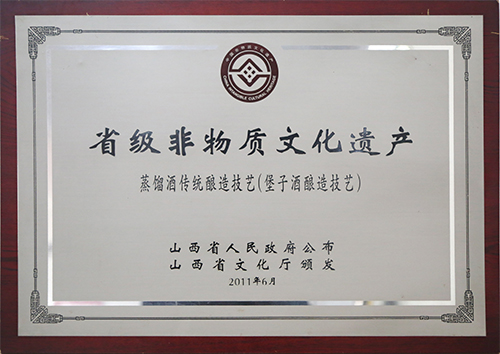 省级非物质文化遗产
蒸馏酒传统酿造技艺(堡子酒酿造技艺)
山西省人民政府公布
山西省文化厅颁发
2011年6月